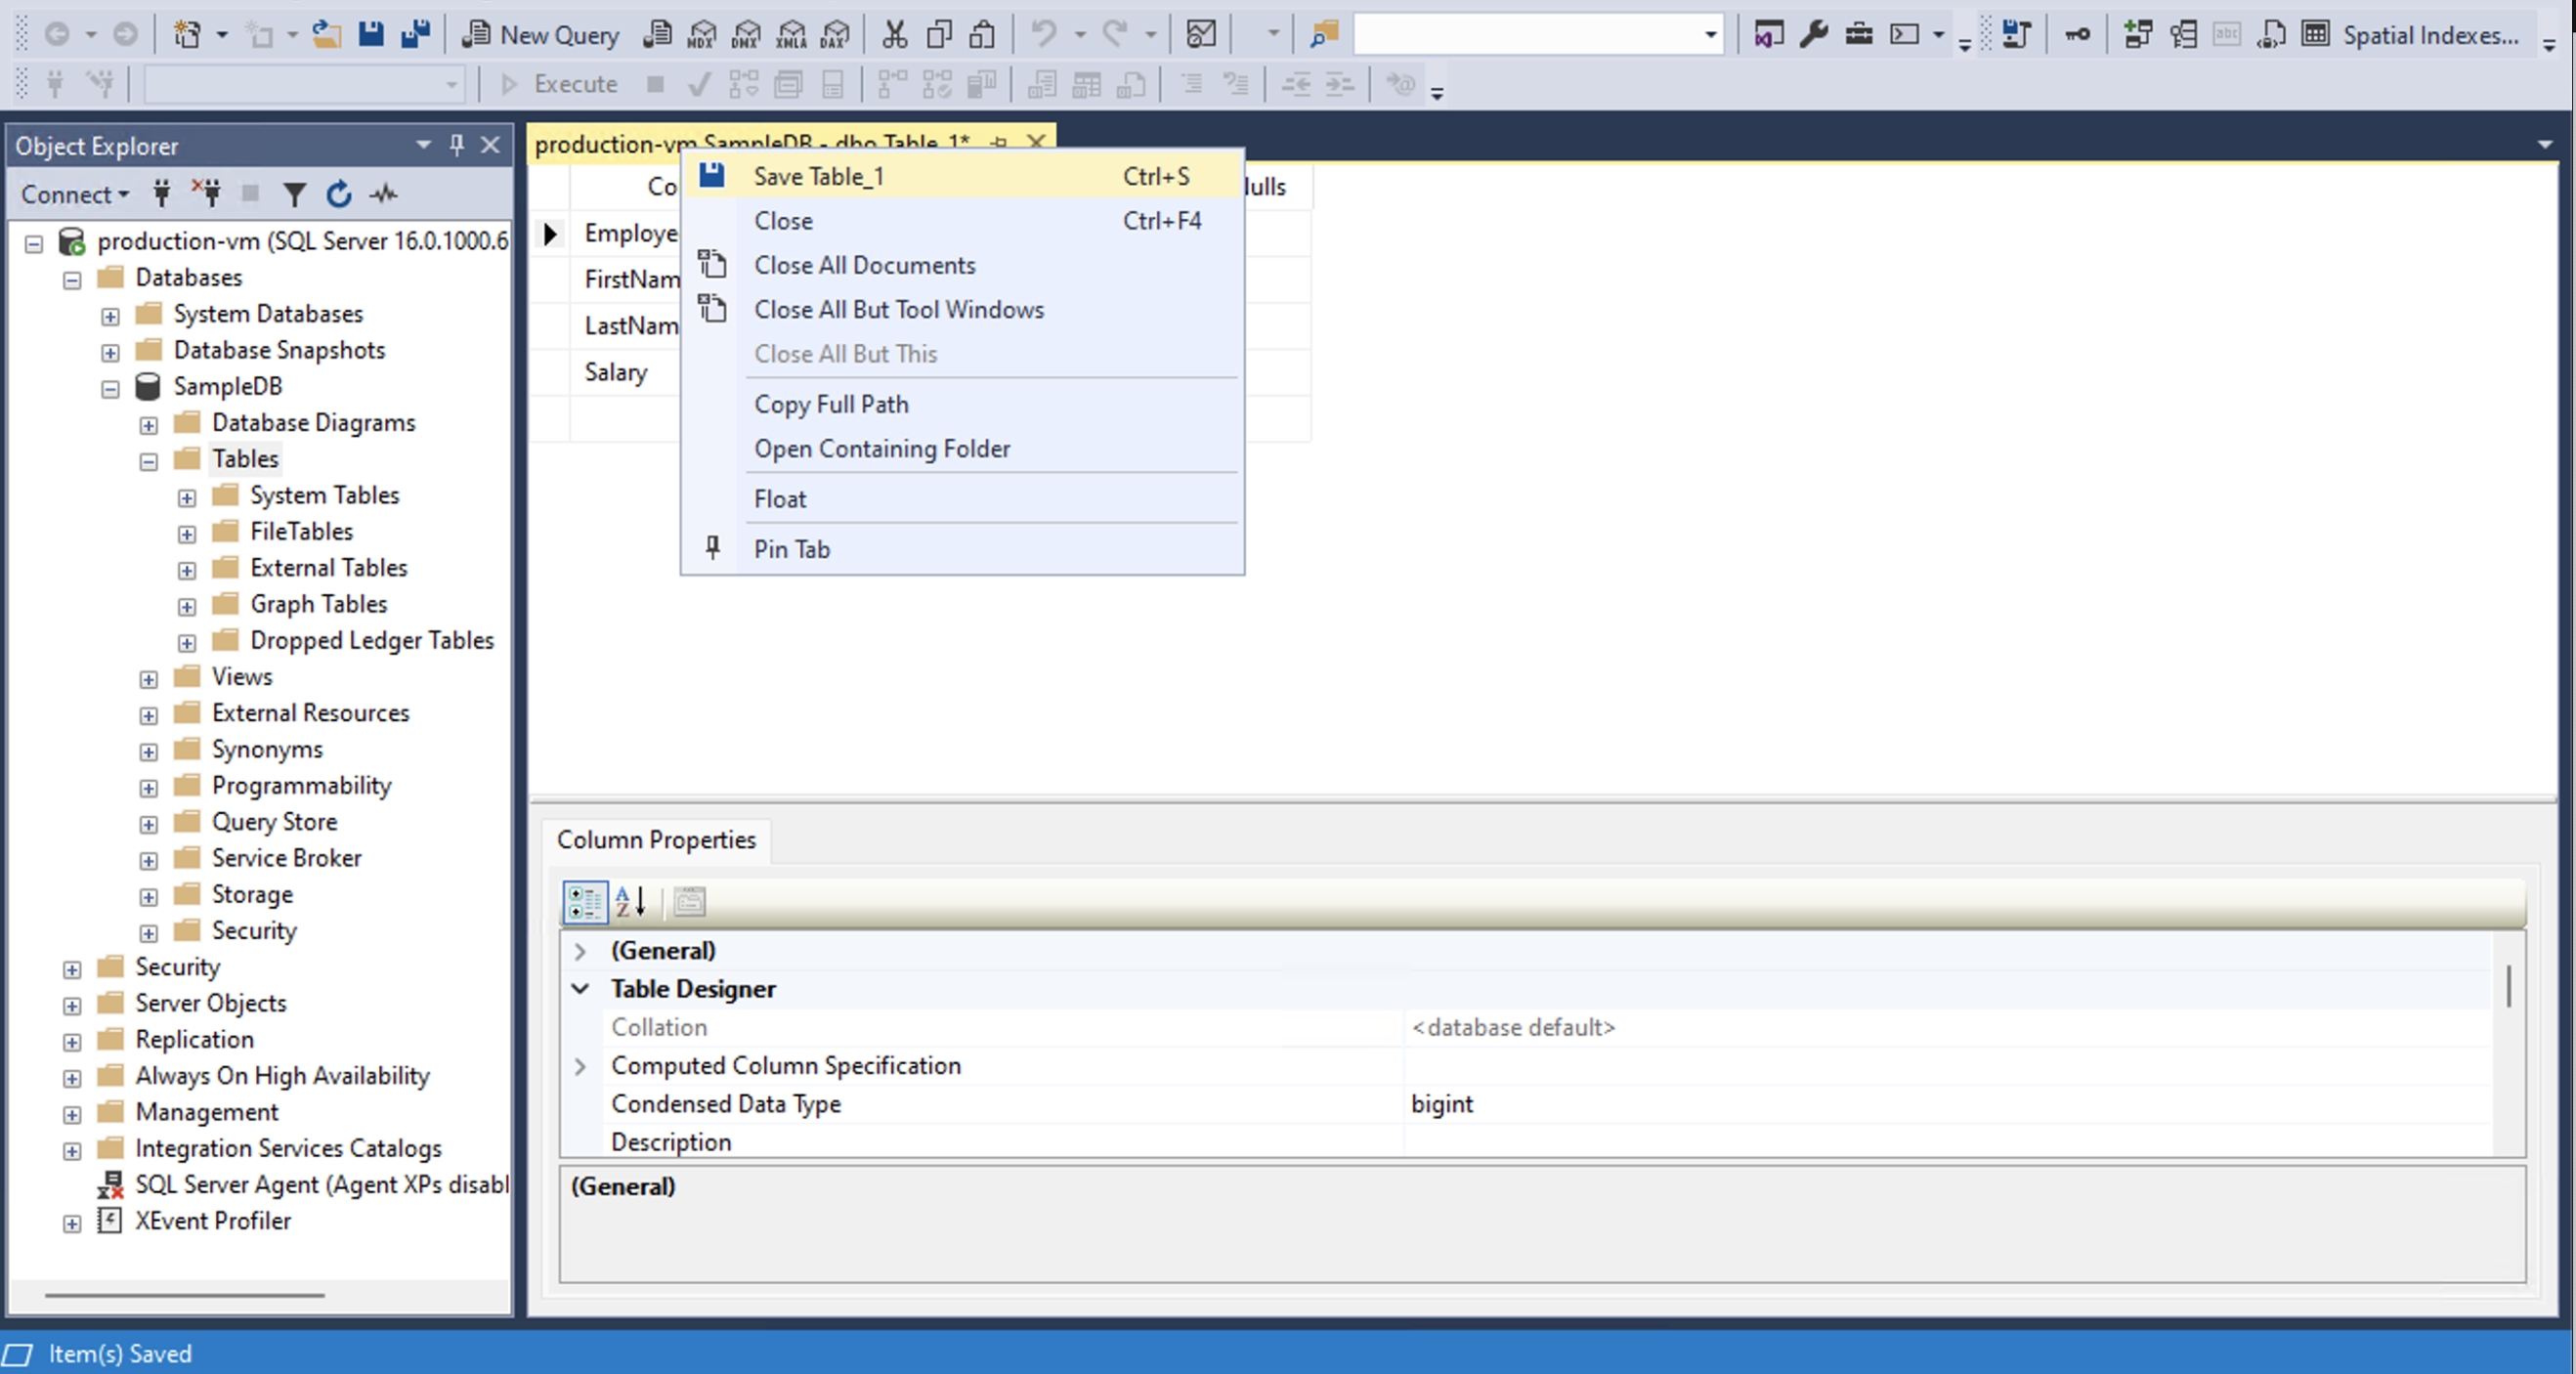 New Query
MDX
DMX
XMLA
DAX
abc
Spatial Indexes...
Execute
Object Explorer
Connect
production-vm (SQL Server 16.0.1000.6
Databases
System Databases
Database Snapshots
SampleDB
Database Diagrams
Tables
System Tables
FileTables
External Tables
Graph Tables
Dropped Ledger Tables
Views
External Resources
Synonyms
Programmability
Query Store
Service Broker
Storage
Security
Security
Server Objects
Replication
Always On High Availability
Management
Integration Services Catalogs
SQL Server Agent (Agent XPs disabl
XEvent Profiler
production-vm.SampleDB - dbo.Table_1*
Co
ulls
Employe
FirstNam
LastNam
Salary
Save Table_1 Ctrl+S
Close Ctrl+F4
Close All Documents
Close All But Tool Windows
Close All But This
Copy Full Path
Open Containing Folder
Float
Pin Tab
Column Properties
(General)
Table Designer
Collation <database default>
Computed Column Specification
Condensed Data Type bigint
Description
(General)
Item(s) Saved